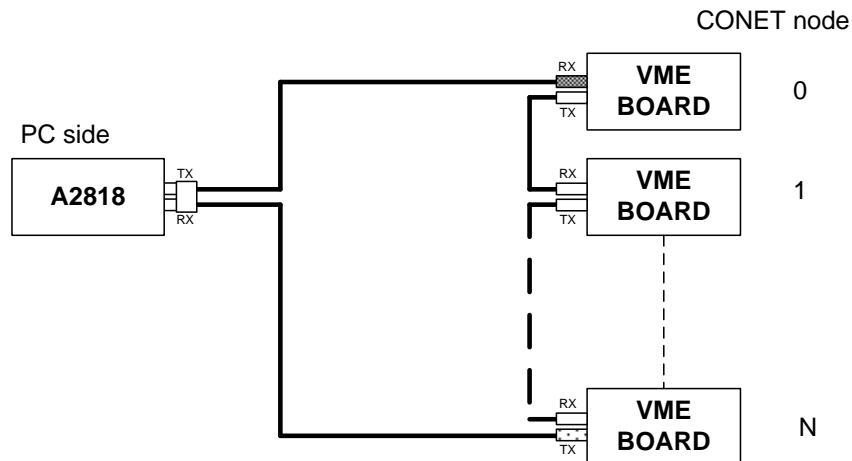 CONET node
RX
VME
BOARD
0
TX
PC side
A2818
TX
RX
RX
VME
BOARD
1
TX
RX
VME
BOARD
N
TX